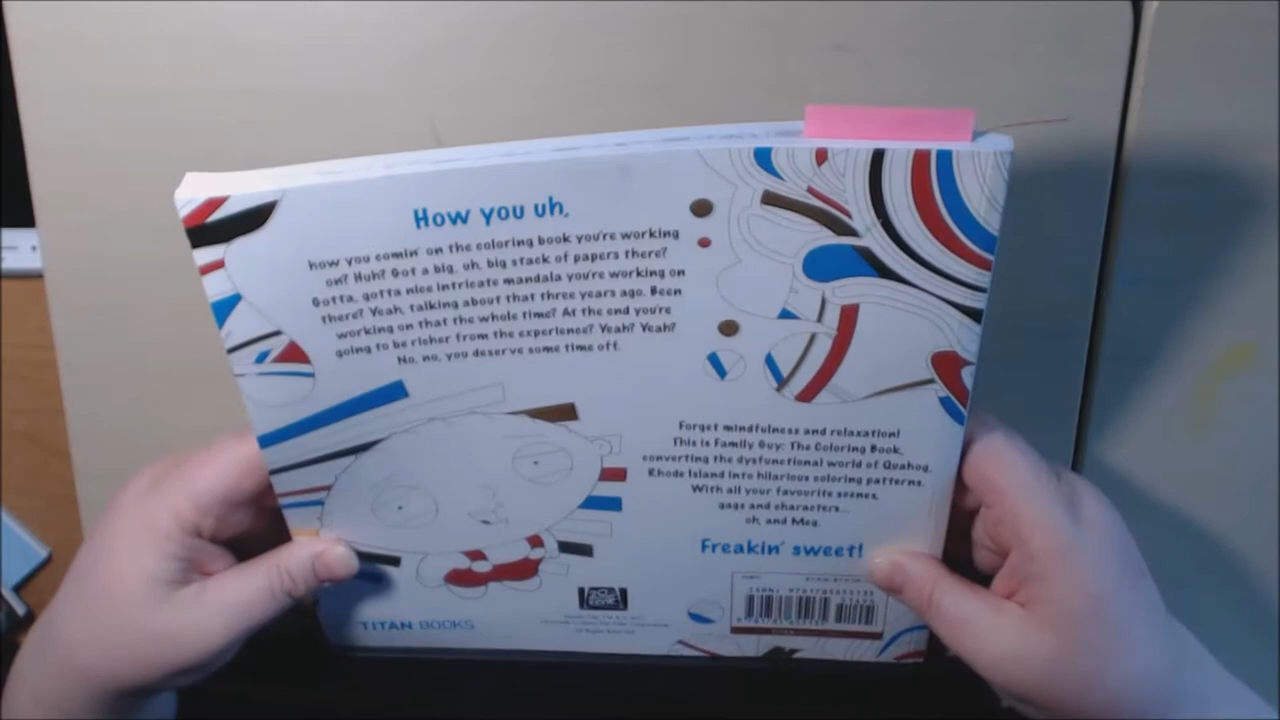 How you uh,
how you comin' on the coloring book you're working
on? Huh? Got a big, uh, big stack of papers there?
Gotta, gotta nice intricate mandala you're working on
there? Yeah, talking about that three years ago. Been
working on that the whole time? At the end you're
going to be richer from the experience? Yeah? Yeah?
No, no, you deserve some time off.
Forget mindfulness and relaxation!
This is Family Guy: The Coloring Book,
converting the dysfunctional world of Quahog,
Rhode Island into hilarious coloring patterns.
With all your favourite scenes,
gags and characters...
oh, and Meg.
Freakin' sweet!
TITAN BOOKS